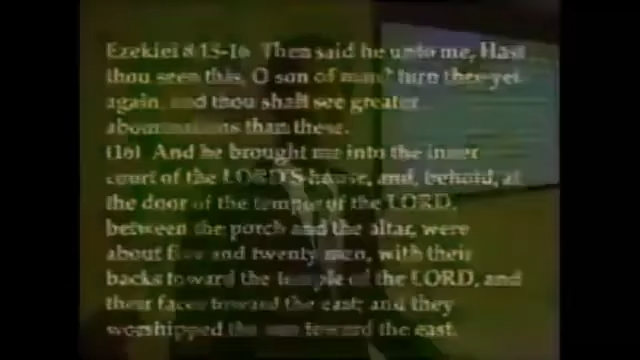 Ezekiel 8:15-16 Then said he unto me, Hast
thou seen this, O son of man? turn thee yet
again, and thou shalt see greater
abominations than these.
(16) And he brought me into the inner
court of the LORD'S house, and, behold, at
the door of the temple of the LORD,
between the porch and the altar, were
about five and twenty men, with their
backs toward the temple of the LORD, and
their faces toward the east; and they
worshipped the sun toward the east.